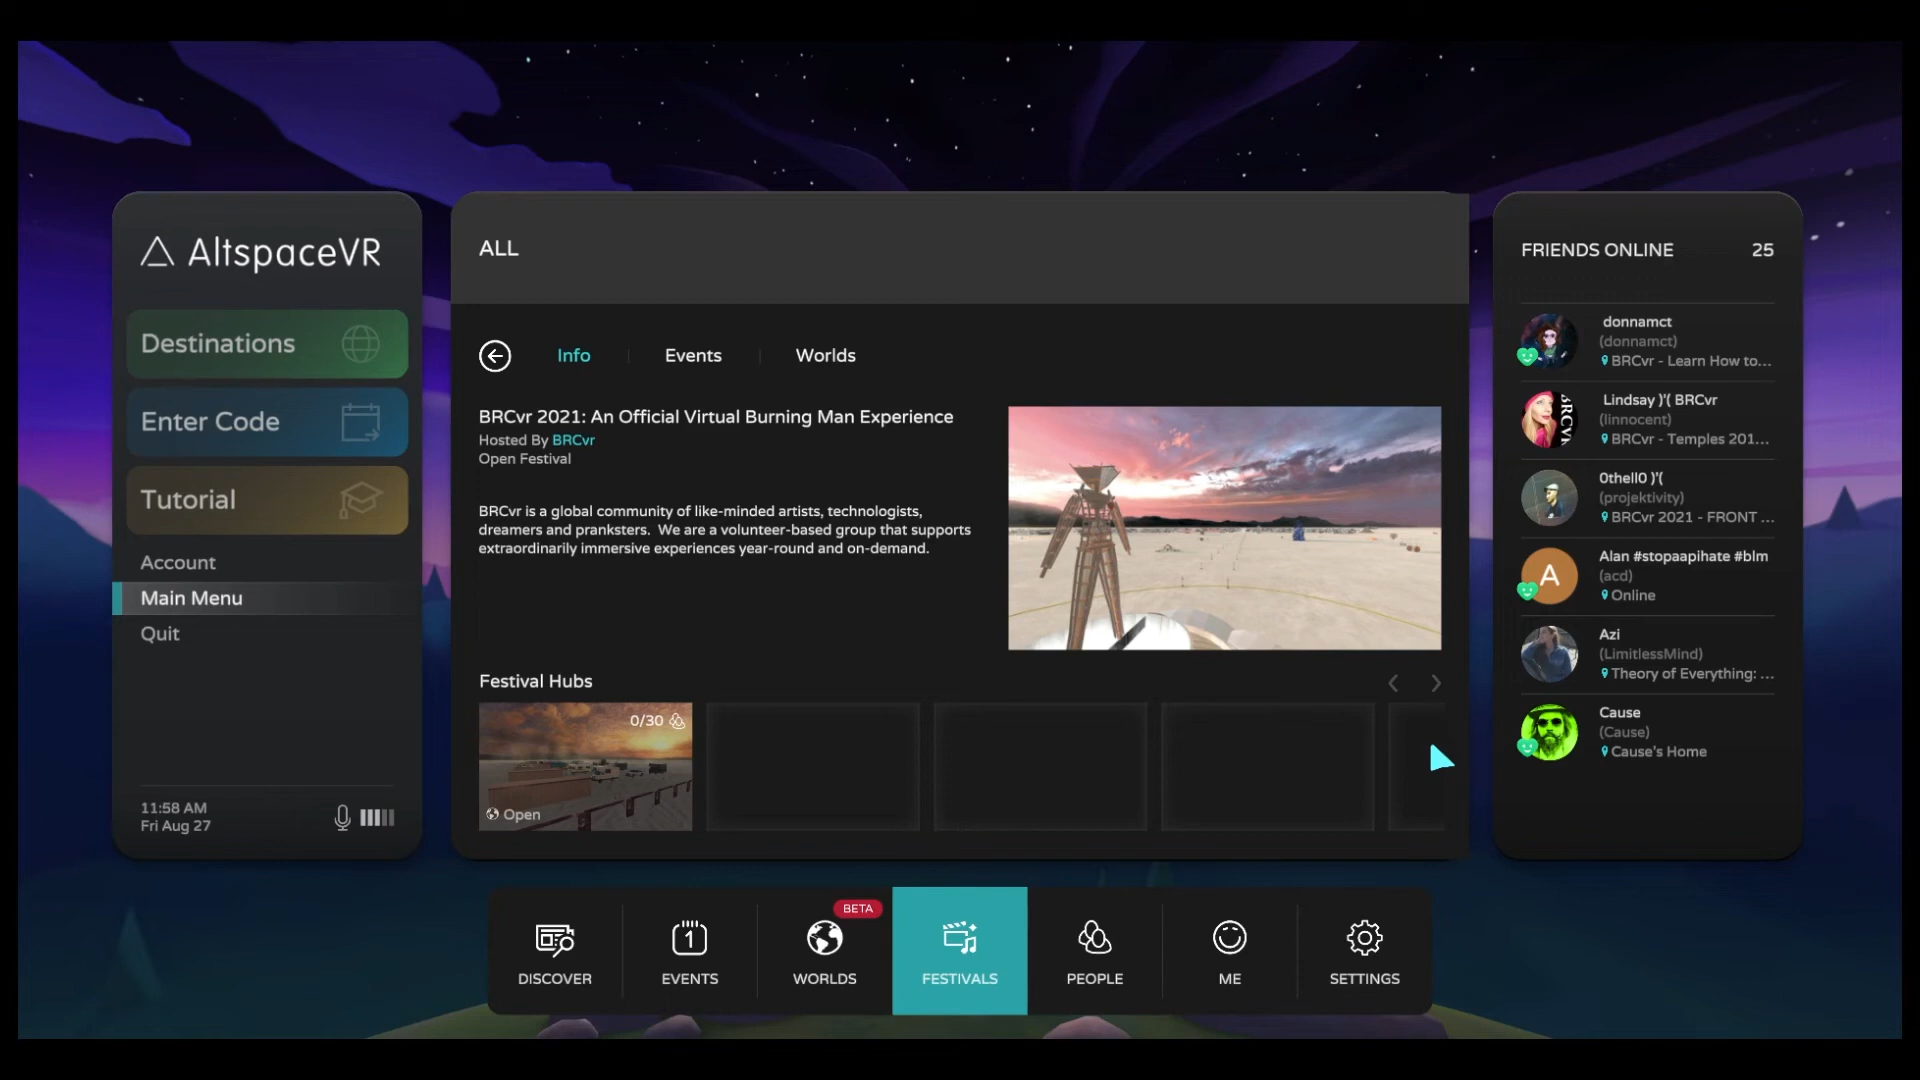 AltspaceVR
Destinations
Enter Code
Tutorial
Account
Main Menu
Quit
11:58 AM
Fri Aug 27
ALL
Info
Events
Worlds
BRCvr 2021: An Official Virtual Burning Man Experience
Hosted By BRCvr
Open Festival
BRCvr is a global community of like-minded artists, technologists,
dreamers and pranksters. We are a volunteer-based group that supports
extraordinarily immersive experiences year-round and on-demand.
Festival Hubs
0/30
Open
FRIENDS ONLINE 25
donnamct
(donnamct)
BRCvr - Learn How to...
Lindsay )'( BRCvr
(linnocent)
BRCvr - Temples 201...
BRCVR
0thell0 )'(
(projektivity)
BRCvr 2021 - FRONT ...
A
Alan #stopaapihate #blm
(acd)
Online
Azi
(LimitlessMind)
Theory of Everything: ...
Cause
(Cause)
Cause's Home
DISCOVER
1
EVENTS
BETA
WORLDS
FESTIVALS
PEOPLE
ME
SETTINGS